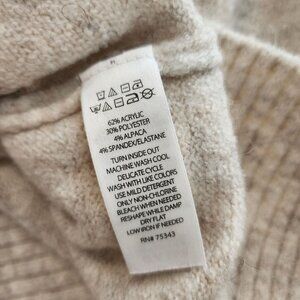 M
62% ACRYLIC
30% POLYESTER
4% ALPACA
4% SPANDEX/ELASTANE
TURN INSIDE OUT
MACHINE WASH COOL
DELICATE CYCLE
WASH WITH LIKE COLORS
USE MILD DETERGENT
ONLY NON-CHLORINE
BLEACH WHEN NEEDED
RESHAPE WHILE DAMP
DRY FLAT
LOW IRON IF NEEDED
RN# 75343